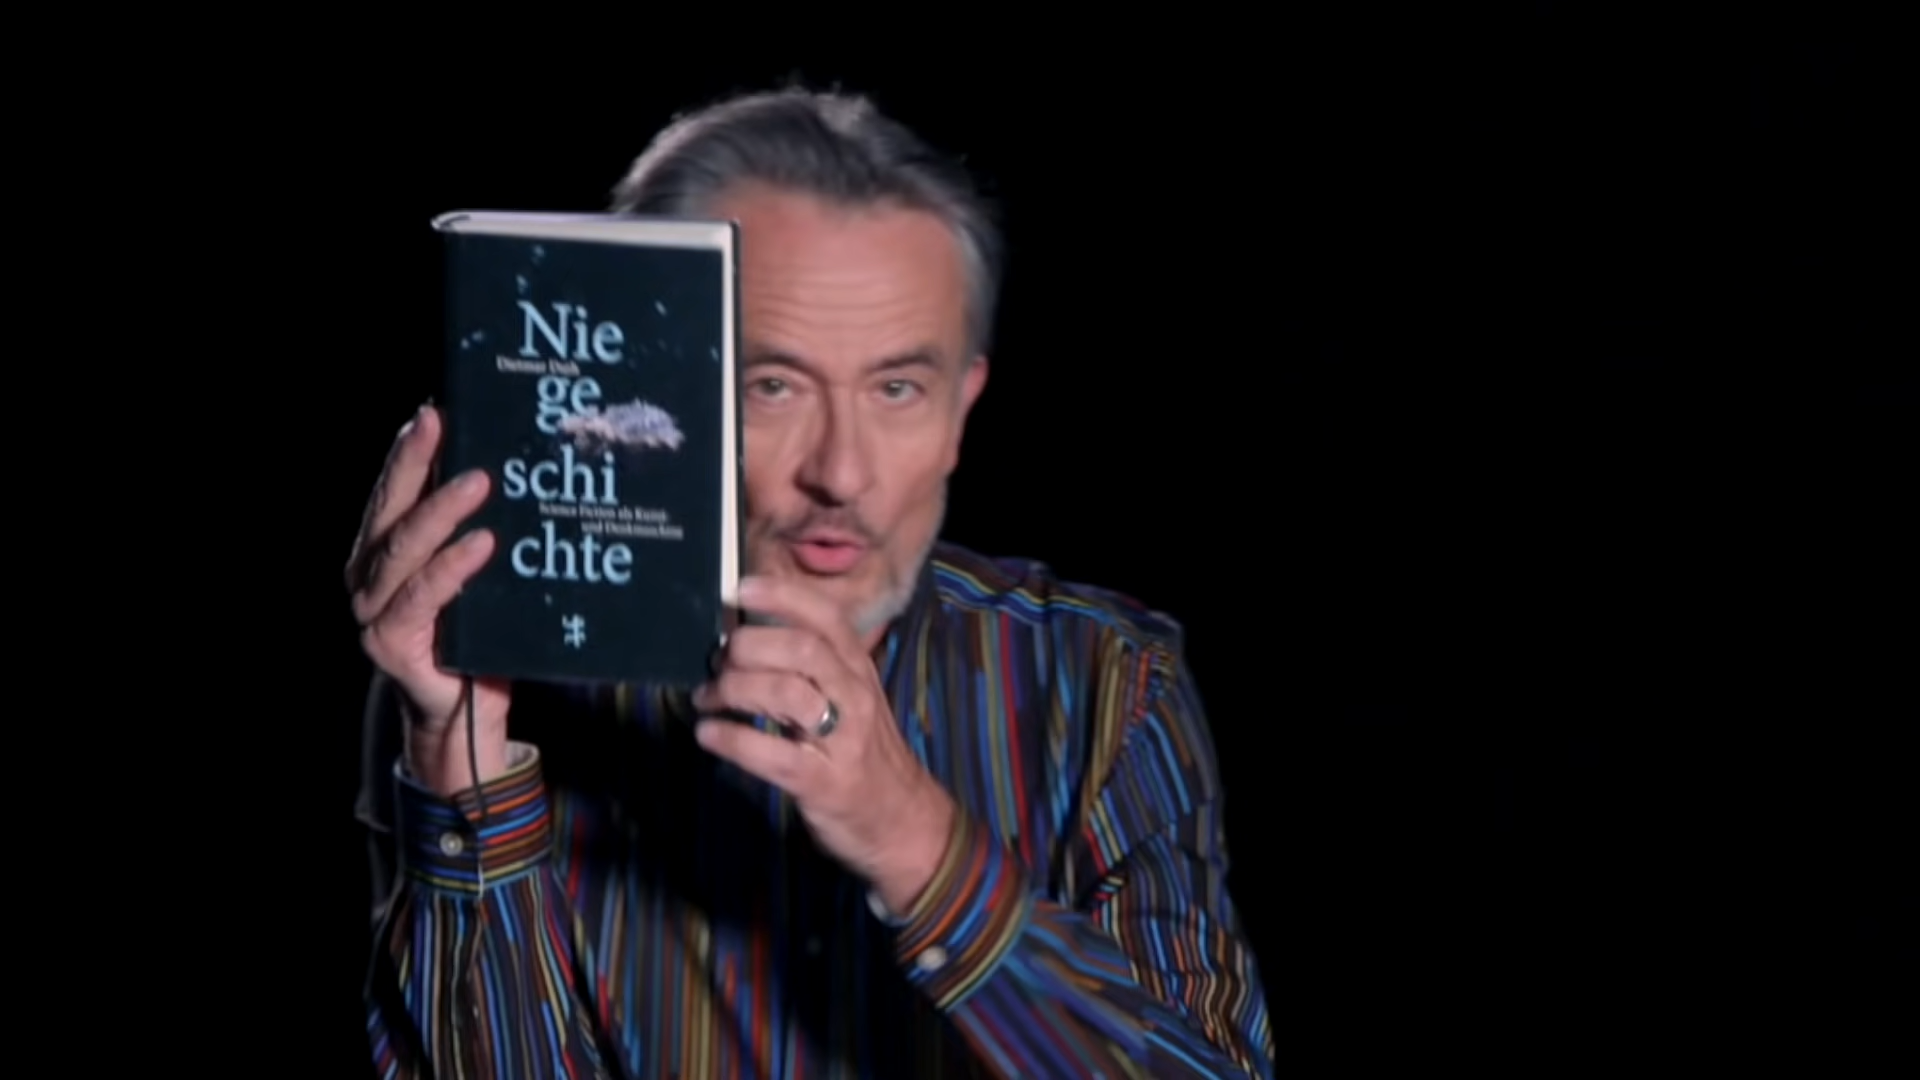 Nie
Dietmar Dath
ge
schi
Science Fiction als Kunst-
und Denkmaschine
chte